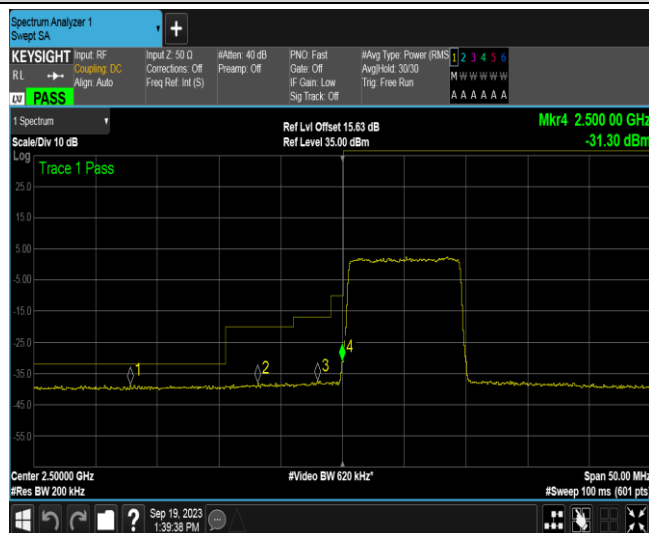 Spectrum Analyzer 1
Swept SA
+
KEYSIGHT
RL
LXI PASS
Input: RF
Coupling: DC
Align: Auto
Input Z: 50 Ω
Corrections: Off
Freq Ref: Int (S)
#Atten: 40 dB
Preamp: Off
PNO: Fast
Gate: Off
IF Gain: Low
Sig Track: Off
#Avg Type: Power (RMS
Avg|Hold: 30/30
Trig: Free Run
1 2 3 4 5 6
M W W W W W
A A A A A A
1 Spectrum
Scale/Div 10 dB
Ref Lvl Offset 15.63 dB
Ref Level 35.00 dBm
Mkr4 2.500 00 GHz
-31.30 dBm
Log
Trace 1 Pass
25.0
15.0
5.00
-5.00
-15.0
-25.0
-35.0
-45.0
-55.0
1
2
3
4
Center 2.50000 GHz
#Res BW 200 kHz
#Video BW 620 kHz*
Span 50.00 MHz
#Sweep 100 ms (601 pts)
?
Sep 19, 2023
1:39:38 PM